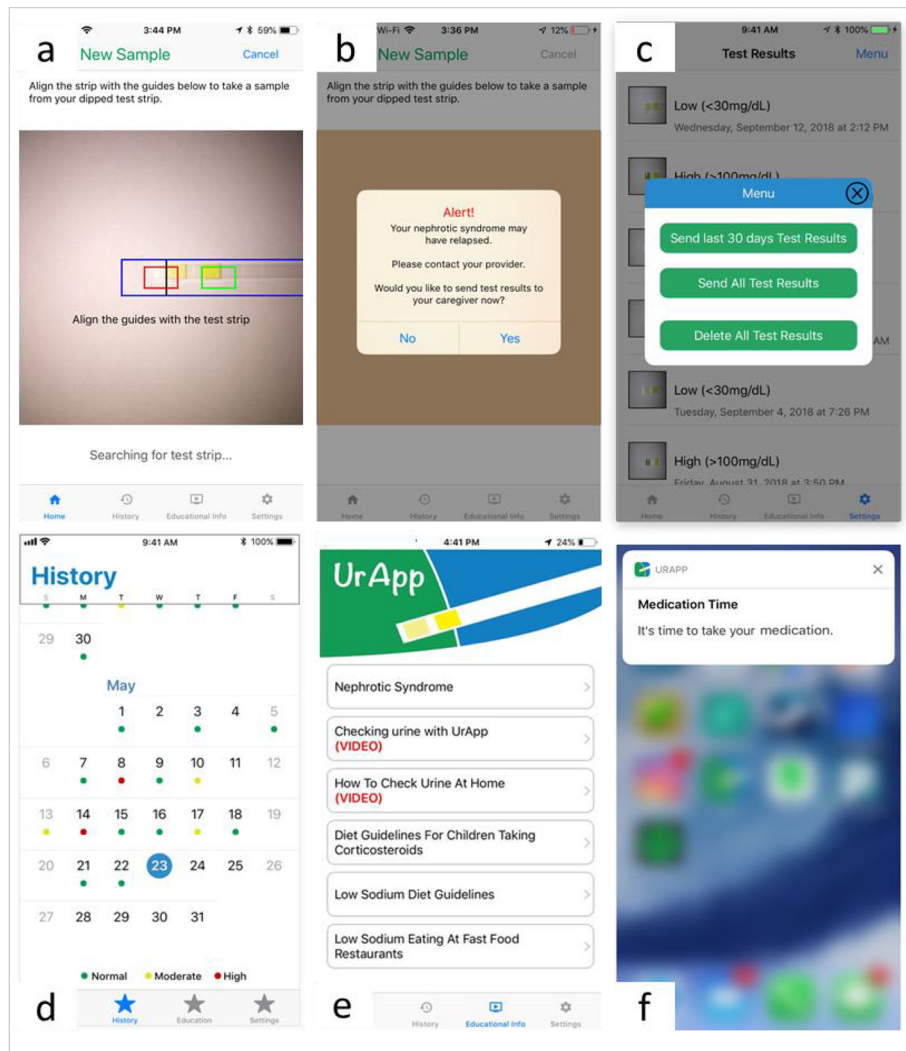 a
3:44 PM
59%
New Sample
Cancel
Align the strip with the guides below to take a sample
from your dipped test strip.
Align the guides with the test strip
Searching for test strip...
Home
History
Educational Info
Settings
b
Wi-Fi
3:36 PM
12%
New Sample
Cancel
Align the strip with the guides below to take a sample
from your dipped test strip.
Alert!
Your nephrotic syndrome may
have relapsed.
Please contact your provider.
Would you like to send test results to
your caregiver now?
No
Yes
Home
History
Educational Info
Settings
c
9:41 AM
100%
Test Results
Menu
Low (<30mg/dL)
Wednesday, September 12, 2018 at 2:12 PM
High (>100mg/dL)
Menu
Send last 30 days Test Results
Send All Test Results
Delete All Test Results
AM
Low (<30mg/dL)
Tuesday, September 4, 2018 at 7:26 PM
High (>100mg/dL)
Friday, August 31, 2018 at 3:50 PM
Home
History
Educational Info
Settings
9:41 AM
100%
History
S M T W T F S
29 30
May
1 2 3 4 5
6 7 8 9 10 11 12
13 14 15 16 17 18 19
20 21 22 23 24 25 26
27 28 29 30 31
Normal
Moderate
High
d
History
Education
Settings
4:41 PM
24%
UrApp
Nephrotic Syndrome
Checking urine with UrApp
(VIDEO)
How To Check Urine At Home
(VIDEO)
Diet Guidelines For Children Taking
Corticosteroids
Low Sodium Diet Guidelines
Low Sodium Eating At Fast Food
Restaurants
e
History
Educational Info
Settings
URAPP
Medication Time
It's time to take your medication.
f